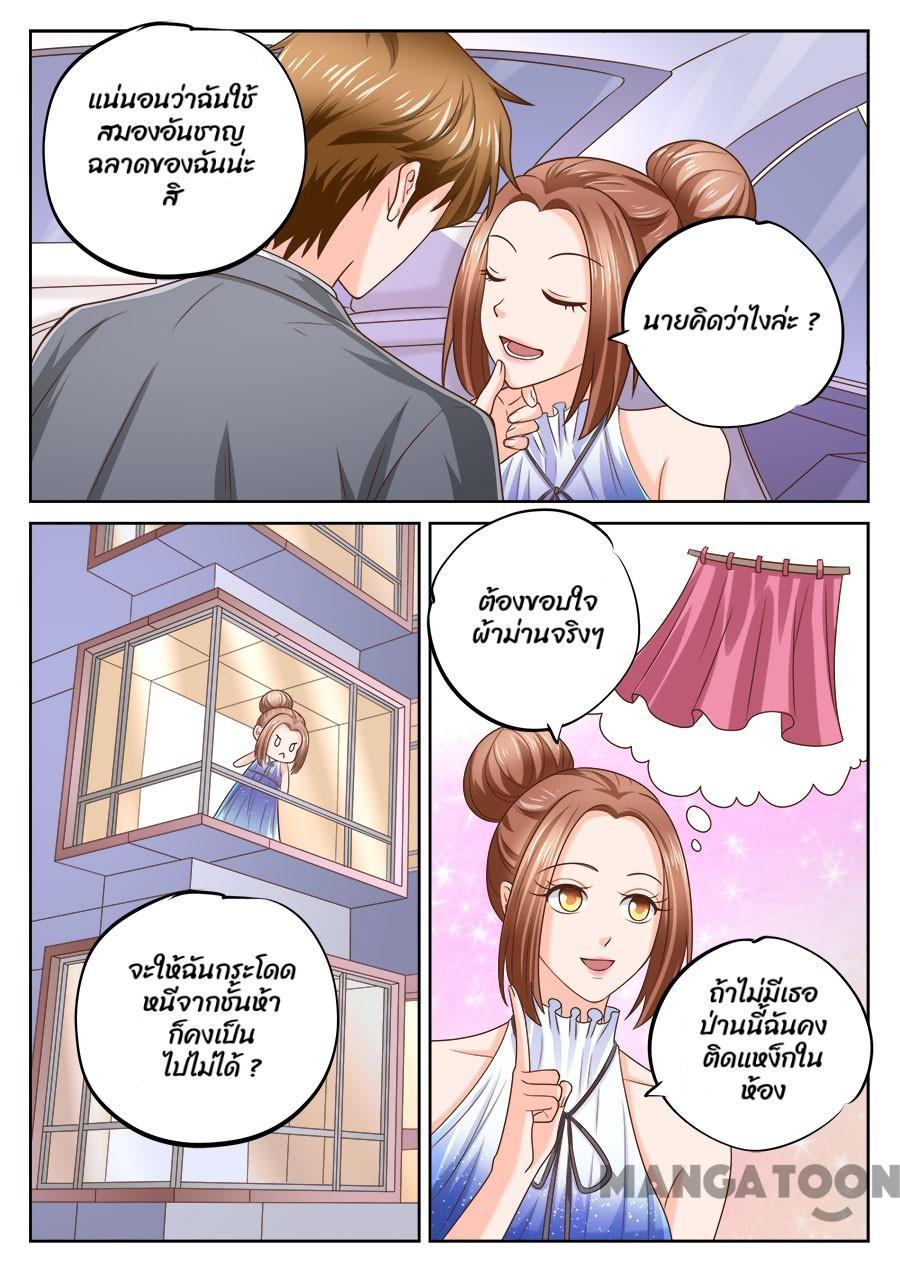 แน่นอนว่าฉันใช้
สมองอันชาญ
ฉลาดของฉันน่ะ
สิ
นายคิดว่าไงล่ะ ?
จะให้ฉันกระโดด
หนีจากชั้นห้า
ก็คงเป็น
ไปไม่ได้ ?
ต้องขอบใจ
ผ้าม่านจริงๆ
ถ้าไม่มีเธอ
ป่านนี้ฉันคง
ติดแหง็กใน
ห้อง
MANGATOON